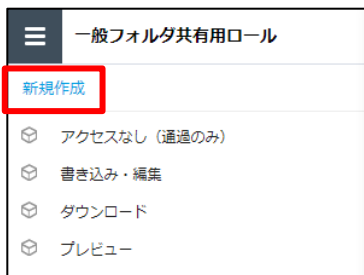 一般フォルダ共有用ロール
新規作成
アクセスなし（通過のみ）
書き込み・編集
ダウンロード
プレビュー